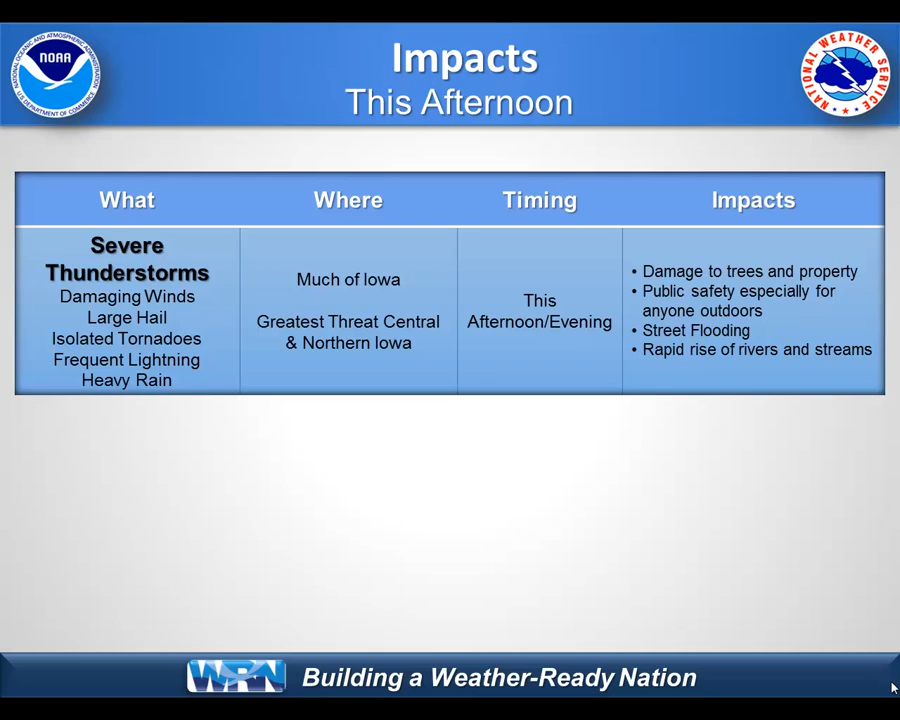 NATIONAL OCEANIC AND ATMOSPHERIC ADMINISTRATION
NOAA
U.S. DEPARTMENT OF COMMERCE
Impacts
This Afternoon
NATIONAL WEATHER SERVICE
What
Where
Timing
Impacts
Severe
Thunderstorms
Damaging Winds
Large Hail
Isolated Tornadoes
Frequent Lightning
Heavy Rain
Much of Iowa
Greatest Threat Central
& Northern Iowa
This
Afternoon/Evening
• Damage to trees and property
• Public safety especially for
anyone outdoors
• Street Flooding
• Rapid rise of rivers and streams
WRN
Building a Weather-Ready Nation